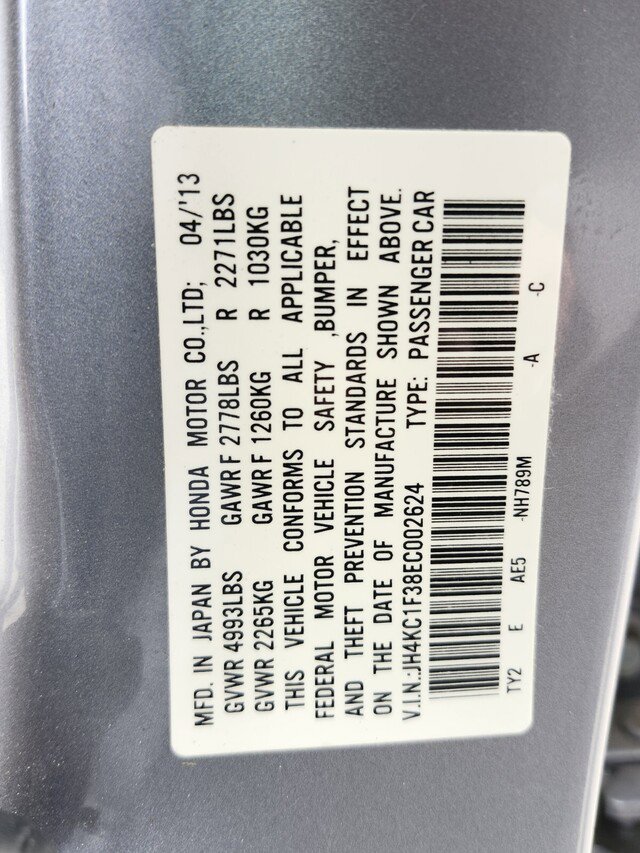 MFD. IN JAPAN BY HONDA MOTOR CO.,LTD; 04/'13
GVWR 4993LBS GAWR F 2778LBS R 2271LBS
GVWR 2265KG GAWR F 1260KG R 1030KG
THIS VEHICLE CONFORMS TO ALL APPLICABLE
FEDERAL MOTOR VEHICLE SAFETY ,BUMPER,
AND THEFT PREVENTION STANDARDS IN EFFECT
ON THE DATE OF MANUFACTURE SHOWN ABOVE.
V.I.N.:JH4KC1F38EC002624 TYPE: PASSENGER CAR
TY2 E AE5 -NH789M -A -C